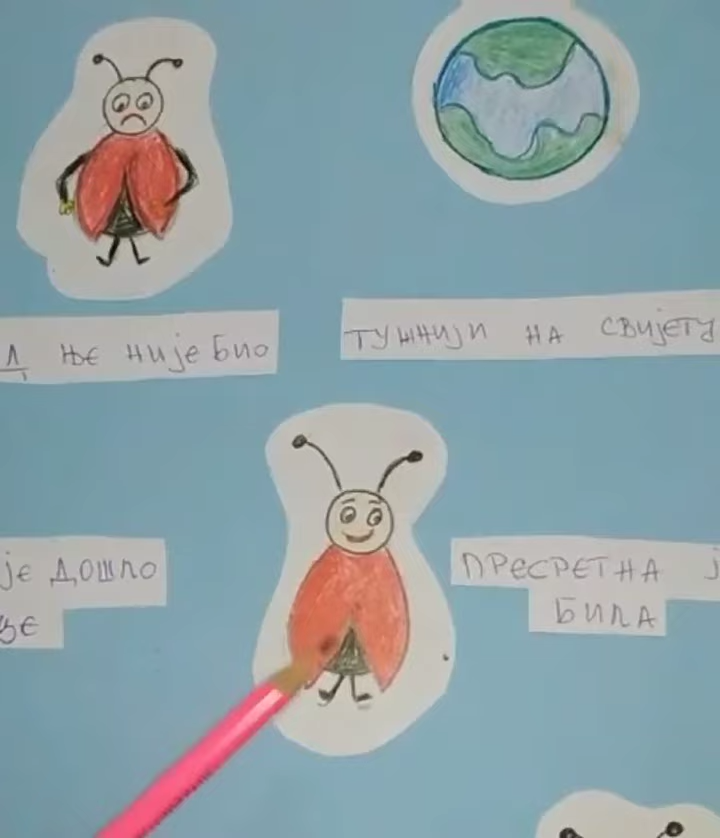 ње није био
тужнији на свијету
је дошло
пресретна ј
била